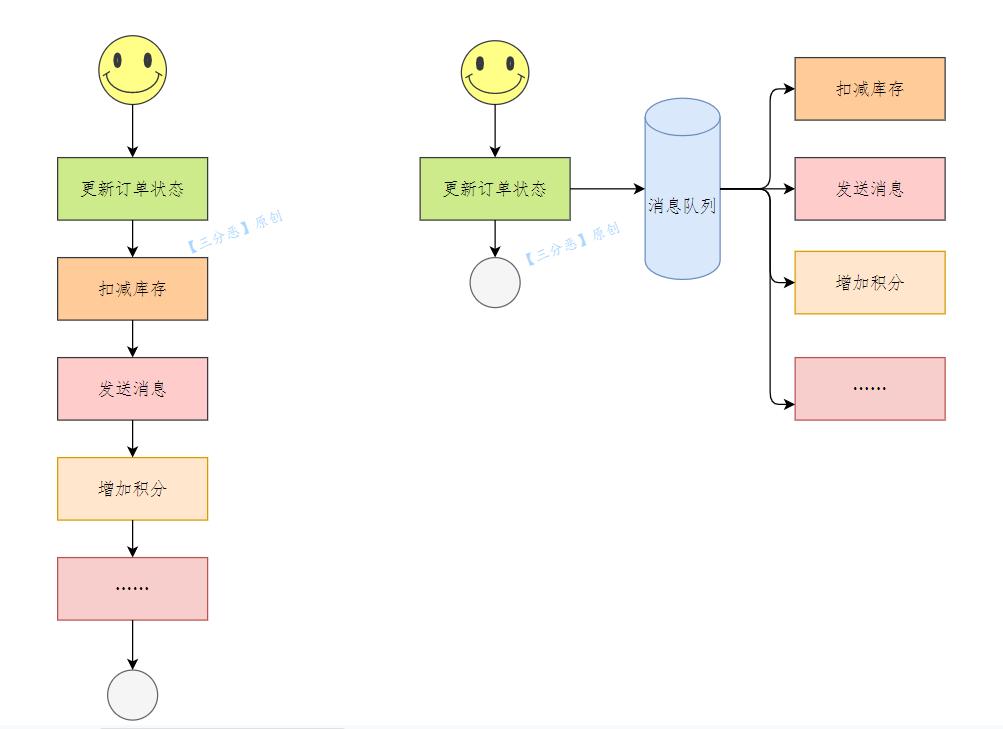 更新订单状态
【三分恶】原创
扣减库存
发送消息
增加积分
……
更新订单状态
【三分恶】原创
消息队列
扣减库存
发送消息
增加积分
……